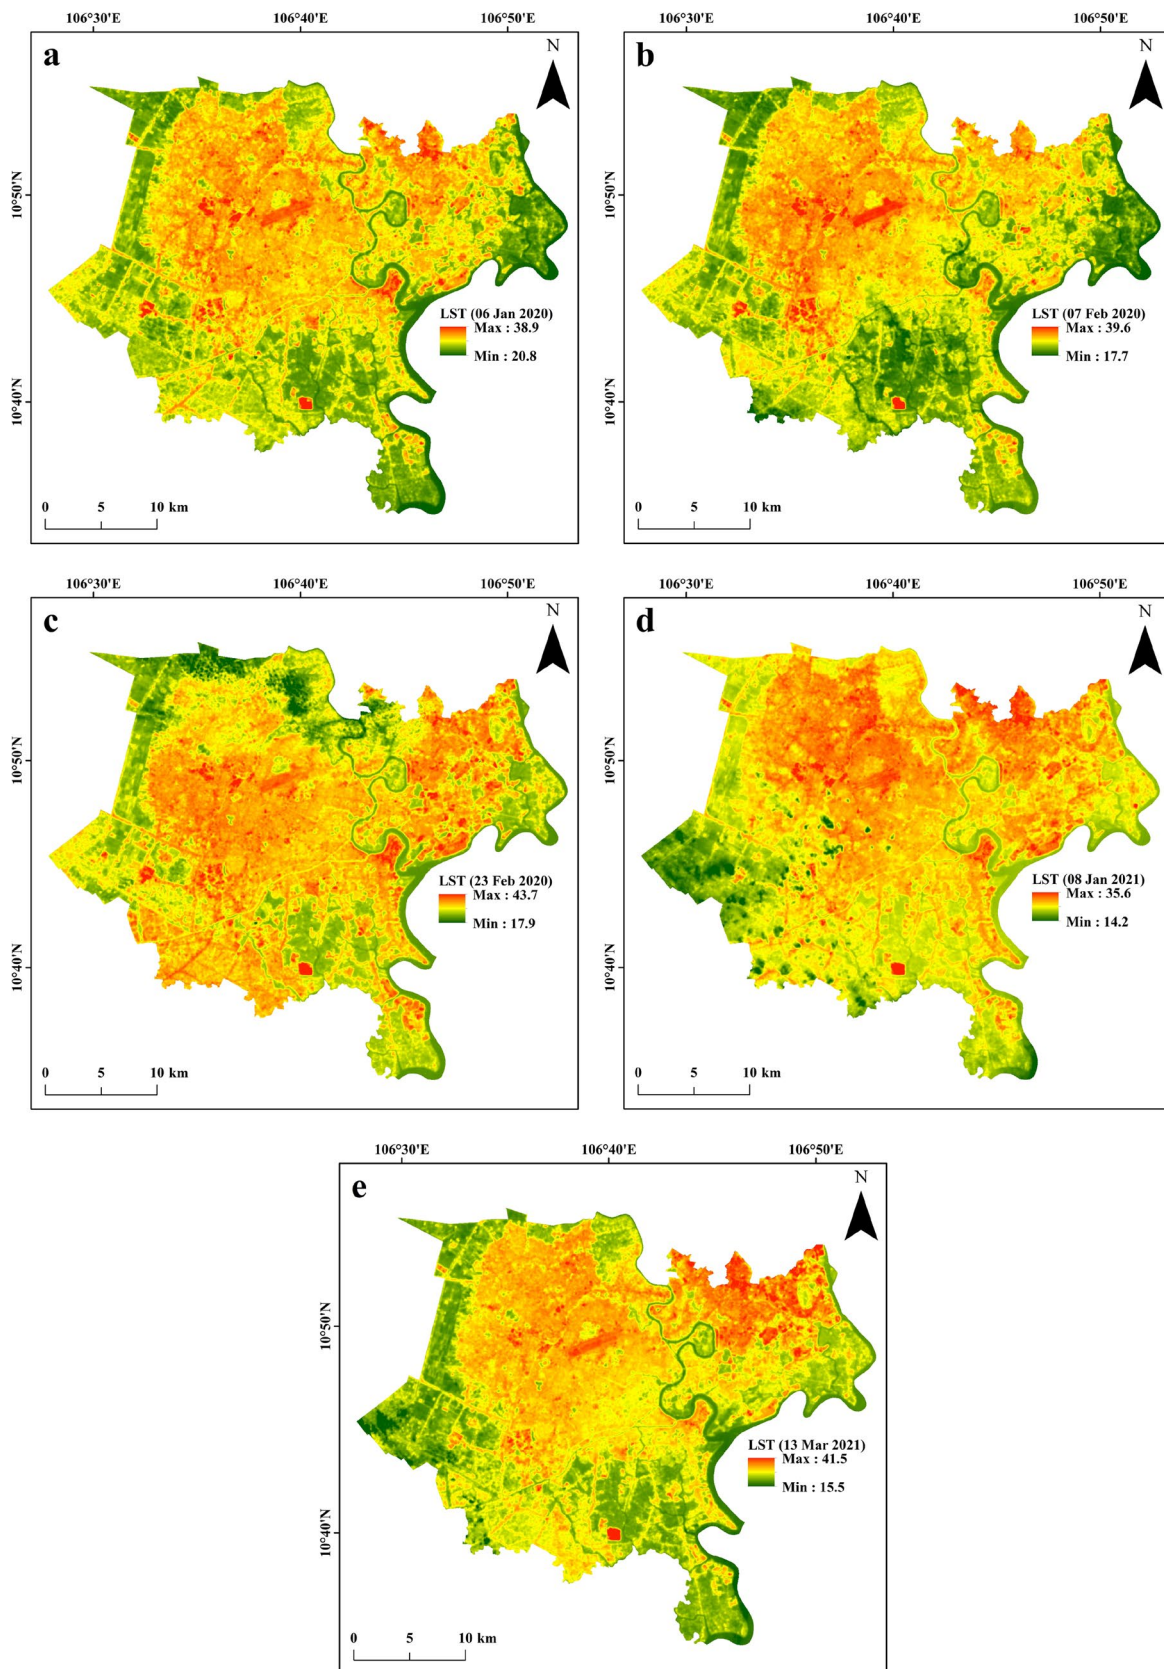 106°30'E 106°40'E 106°50'E
a
N
10°50'N
10°40'N
LST (06 Jan 2020)
Max : 38.9
Min : 20.8
0 5 10 km
106°30'E 106°40'E 106°50'E
b
N
10°50'N
10°40'N
LST (07 Feb 2020)
Max : 39.6
Min : 17.7
0 5 10 km
106°30'E 106°40'E 106°50'E
c
N
10°50'N
10°40'N
LST (23 Feb 2020)
Max : 43.7
Min : 17.9
0 5 10 km
106°30'E 106°40'E 106°50'E
d
N
10°50'N
10°40'N
LST (08 Jan 2021)
Max : 35.6
Min : 14.2
0 5 10 km
106°30'E 106°40'E 106°50'E
e
N
10°50'N
10°40'N
LST (13 Mar 2021)
Max : 41.5
Min : 15.5
0 5 10 km